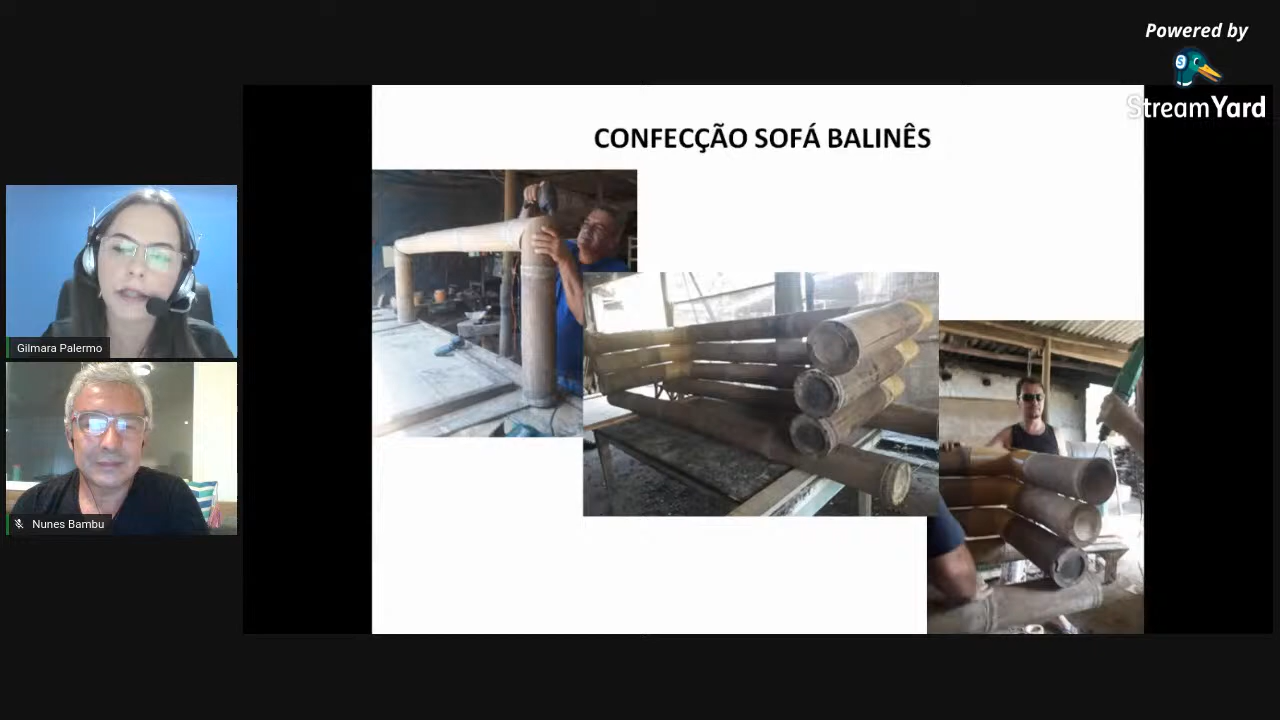 Powered by
StreamYard
CONFECÇÃO SOFÁ BALINÊS
Gilmara Palermo
Nunes Bambu